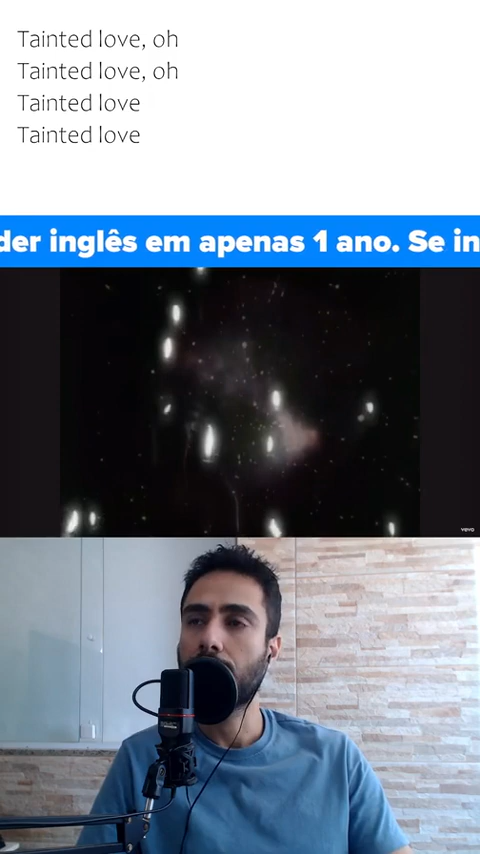 Tainted love, oh
Tainted love, oh
Tainted love
Tainted love
der inglês em apenas 1 ano. Se in
vevo